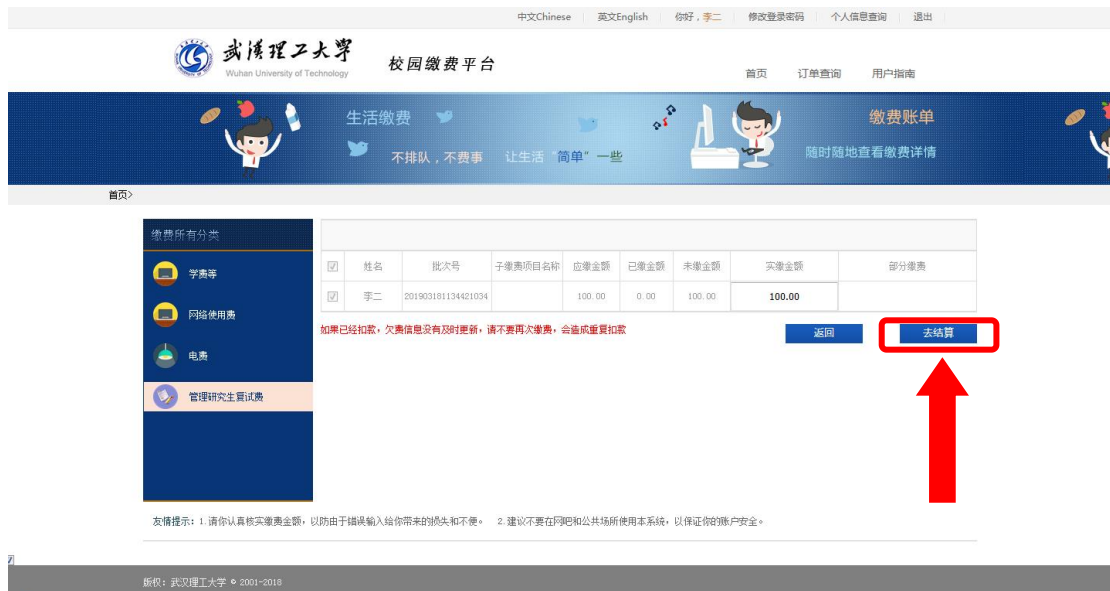 中文Chinese 英文English 你好，李二 修改登录密码 个人信息查询 退出
武汉理工大学
Wuhan University of Technology
校园缴费平台
首页 订单查询 用户指南
生活缴费
不排队，不费事 让生活“简单”一些
缴费账单
随时随地查看缴费详情
首页>
缴费所有分类
学费等
网络使用费
电费
管理研究生复试费
姓名 批次号 子缴费项目名称 应缴金额 已缴金额 未缴金额 实缴金额 部分缴费
李二 201903181134421034 100.00 0.00 100.00 100.00
如果已经扣款，欠费信息没有及时更新，请不要再次缴费，会造成重复扣款
返回 去结算
友情提示：1.请你认真核实缴费金额，以防由于错误输入给你带来的损失和不便。 2.建议不要在网吧和公共场所使用本系统，以保证你的账户安全。
版权：武汉理工大学 © 2001-2018